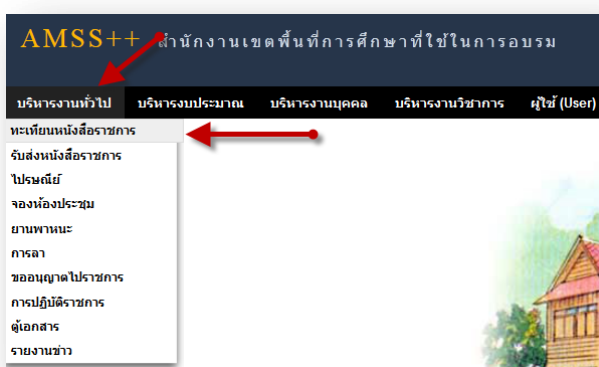 AMSS++ สำนักงานเขตพื้นที่การศึกษาที่ใช้ในการอบรม
บริหารงานทั่วไป บริหารงบประมาณ บริหารงานบุคคล บริหารงานวิชาการ ผู้ใช้ (User)
ทะเทียนหนังสือราชการ
รับส่งหนังสือราชการ
ไปรษณีย์
จองห้องประชุม
ยานพาหนะ
การลา
ขออนุญาตไปราชการ
การปฏิบัติราชการ
ตู้เอกสาร
รายงานข่าว